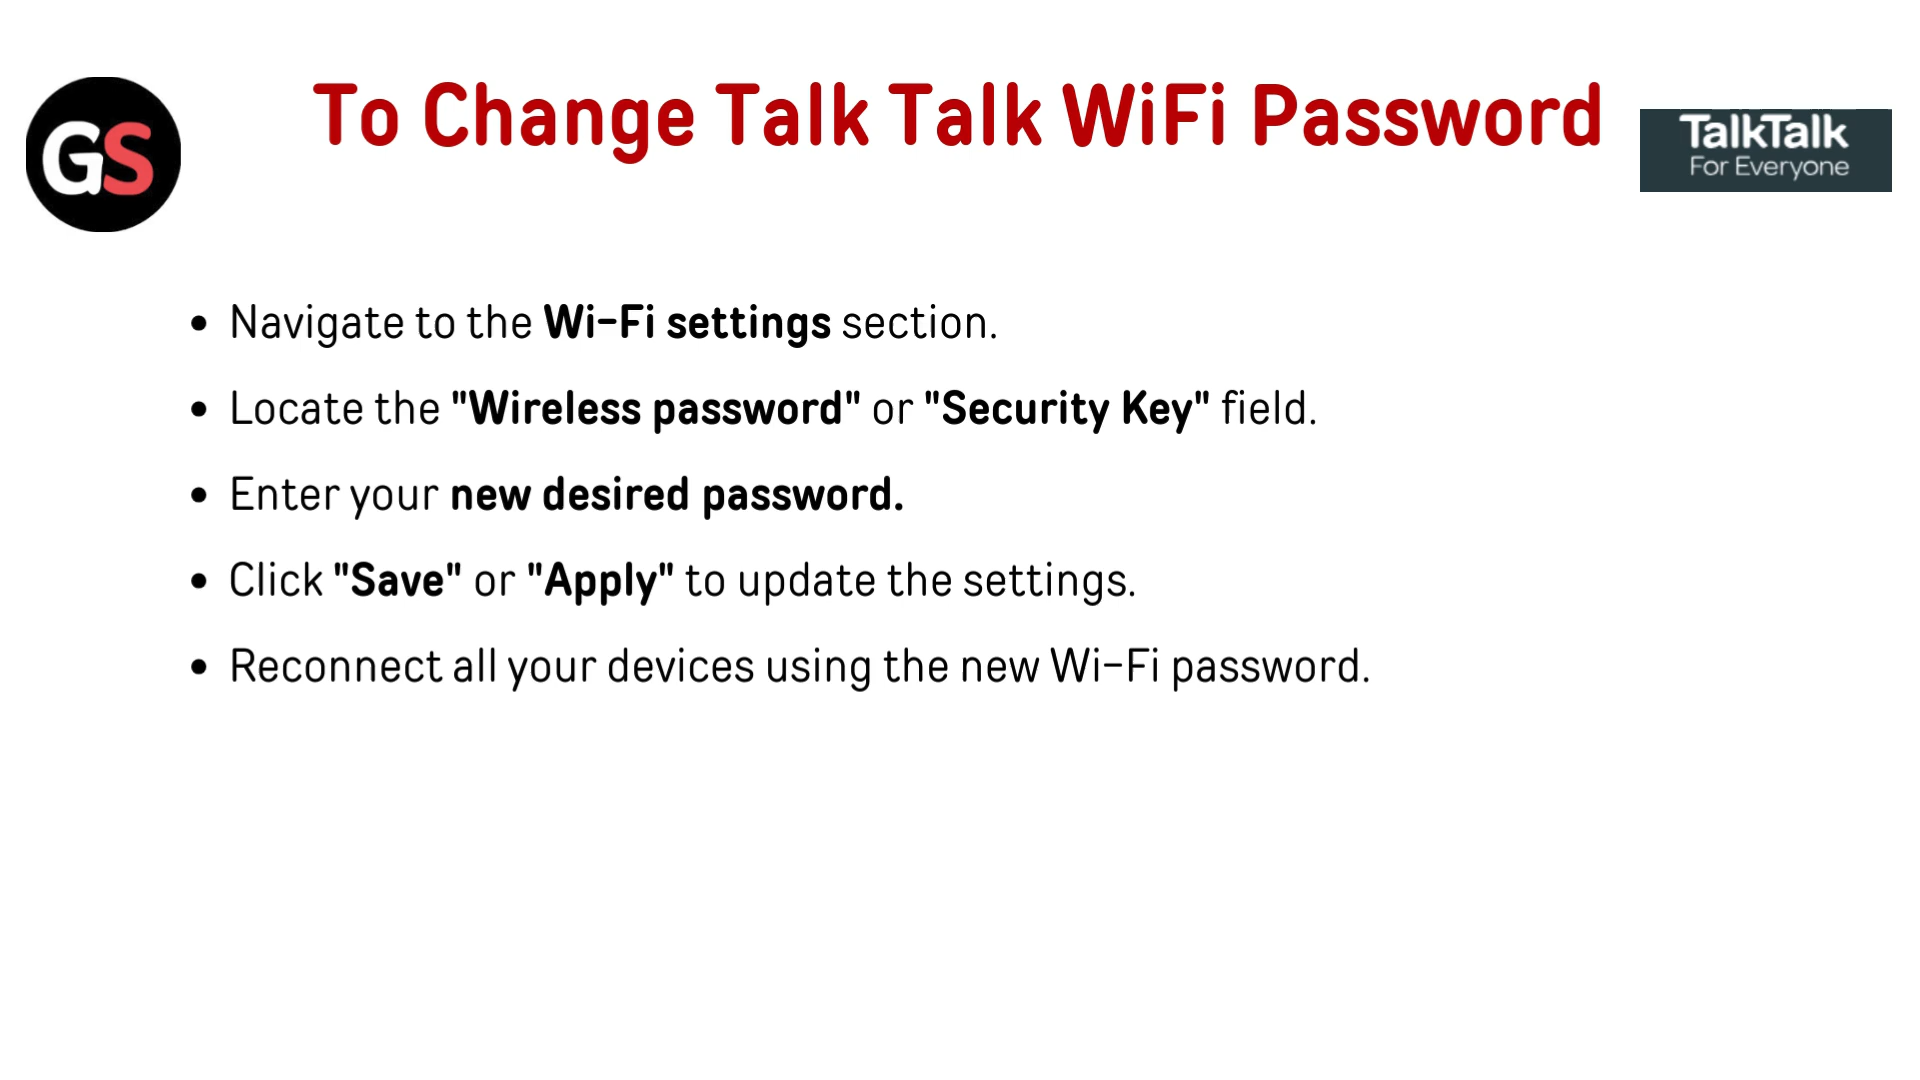 GS
To Change Talk Talk WiFi Password
TalkTalk
For Everyone
• Navigate to the Wi-Fi settings section.
• Locate the "Wireless password" or "Security Key" field.
• Enter your new desired password.
• Click "Save" or "Apply" to update the settings.
• Reconnect all your devices using the new Wi-Fi password.